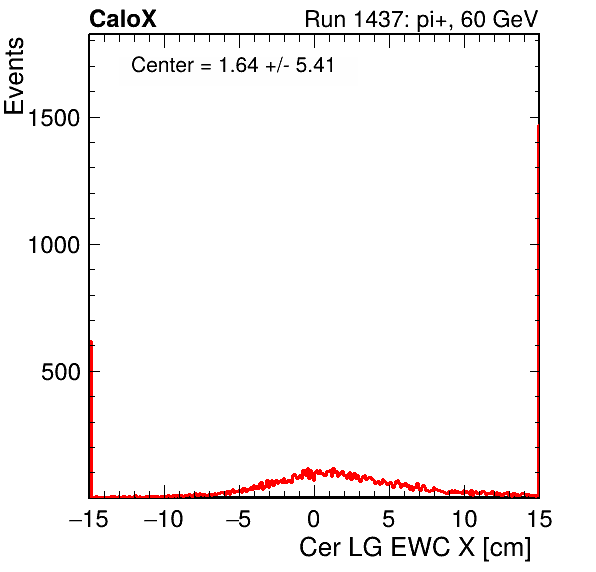 CaloX
Run 1437: pi+, 60 GeV
Center = 1.64 +/- 5.41
Events
1500
1000
500
−15 −10 −5 0 5 10 15
Cer LG EWC X [cm]